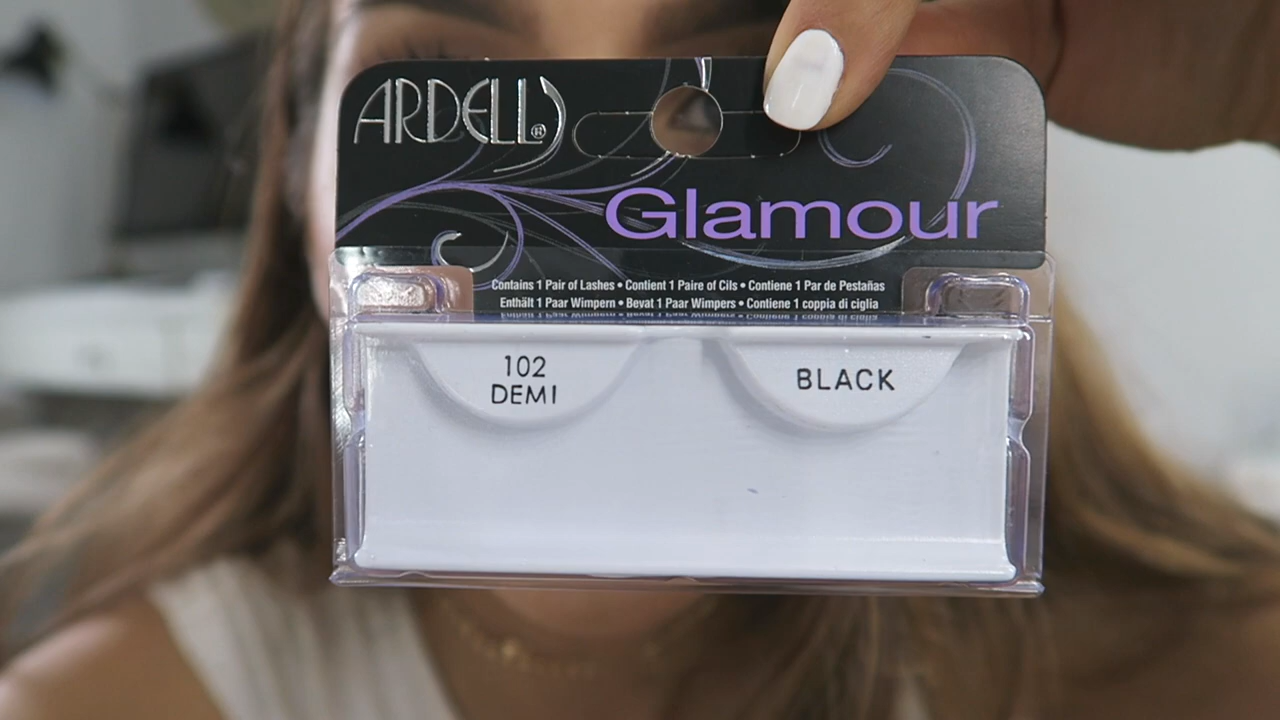 ARDELL®
Glamour
Contains 1 Pair of Lashes • Contient 1 Paire of Cils • Contiene 1 Par de Pestañas
Enthält 1 Paar Wimpern • Bevat 1 Paar Wimpers • Contiene 1 coppia di ciglia
102
DEMI
BLACK